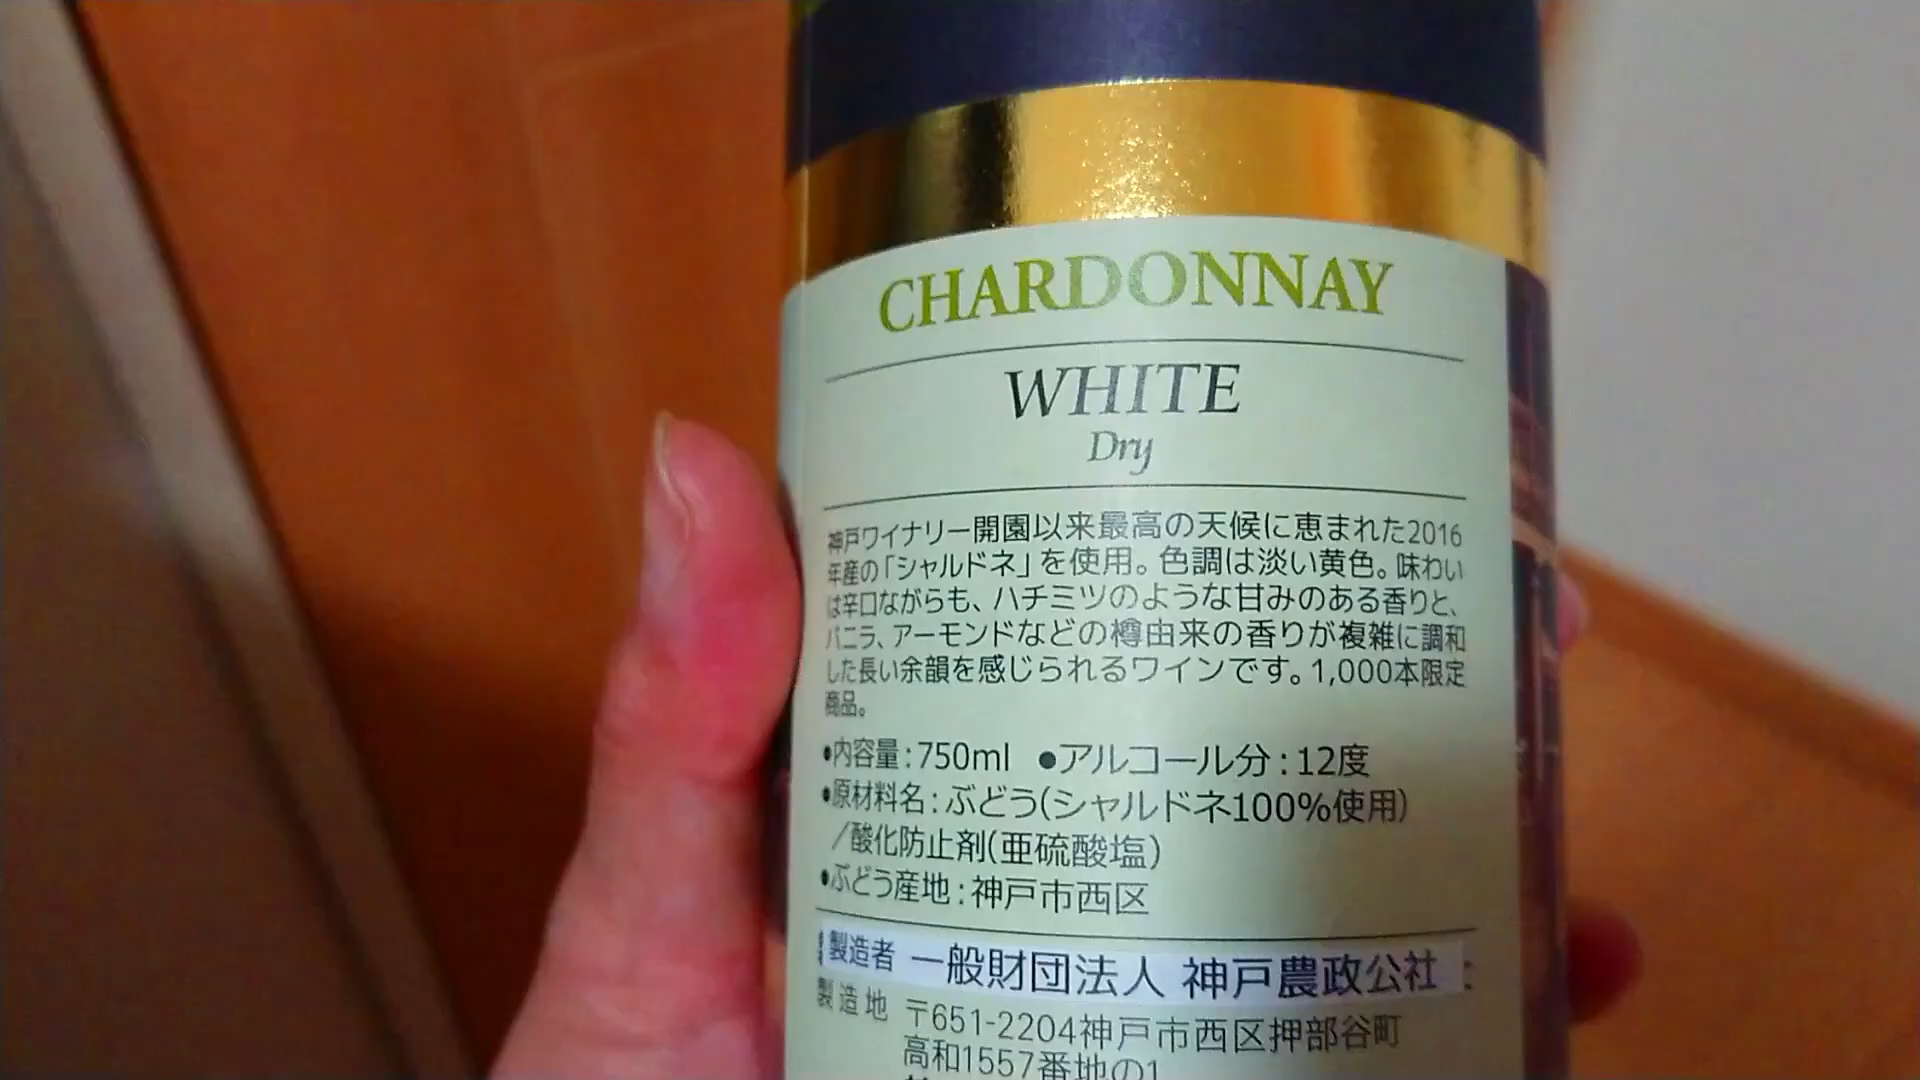 CHARDONNAY
WHITE
Dry
神戸ワイナリー開園以来最高の天候に恵まれた2016
年産の「シャルドネ」を使用。色調は淡い黄色。味わい
は辛口ながらも、ハチミツのような甘みのある香りと、
バニラ、アーモンドなどの樽由来の香りが複雑に調和
した長い余韻を感じられるワインです。1,000本限定
商品。
●内容量:750ml ●アルコール分:12度
●原材料名:ぶどう(シャルドネ100%使用)
/酸化防止剤(亜硫酸塩)
●ぶどう産地:神戸市西区
製造者 一般財団法人 神戸農政公社
製造地 〒651-2204神戸市西区押部谷町
高和1557番地の1